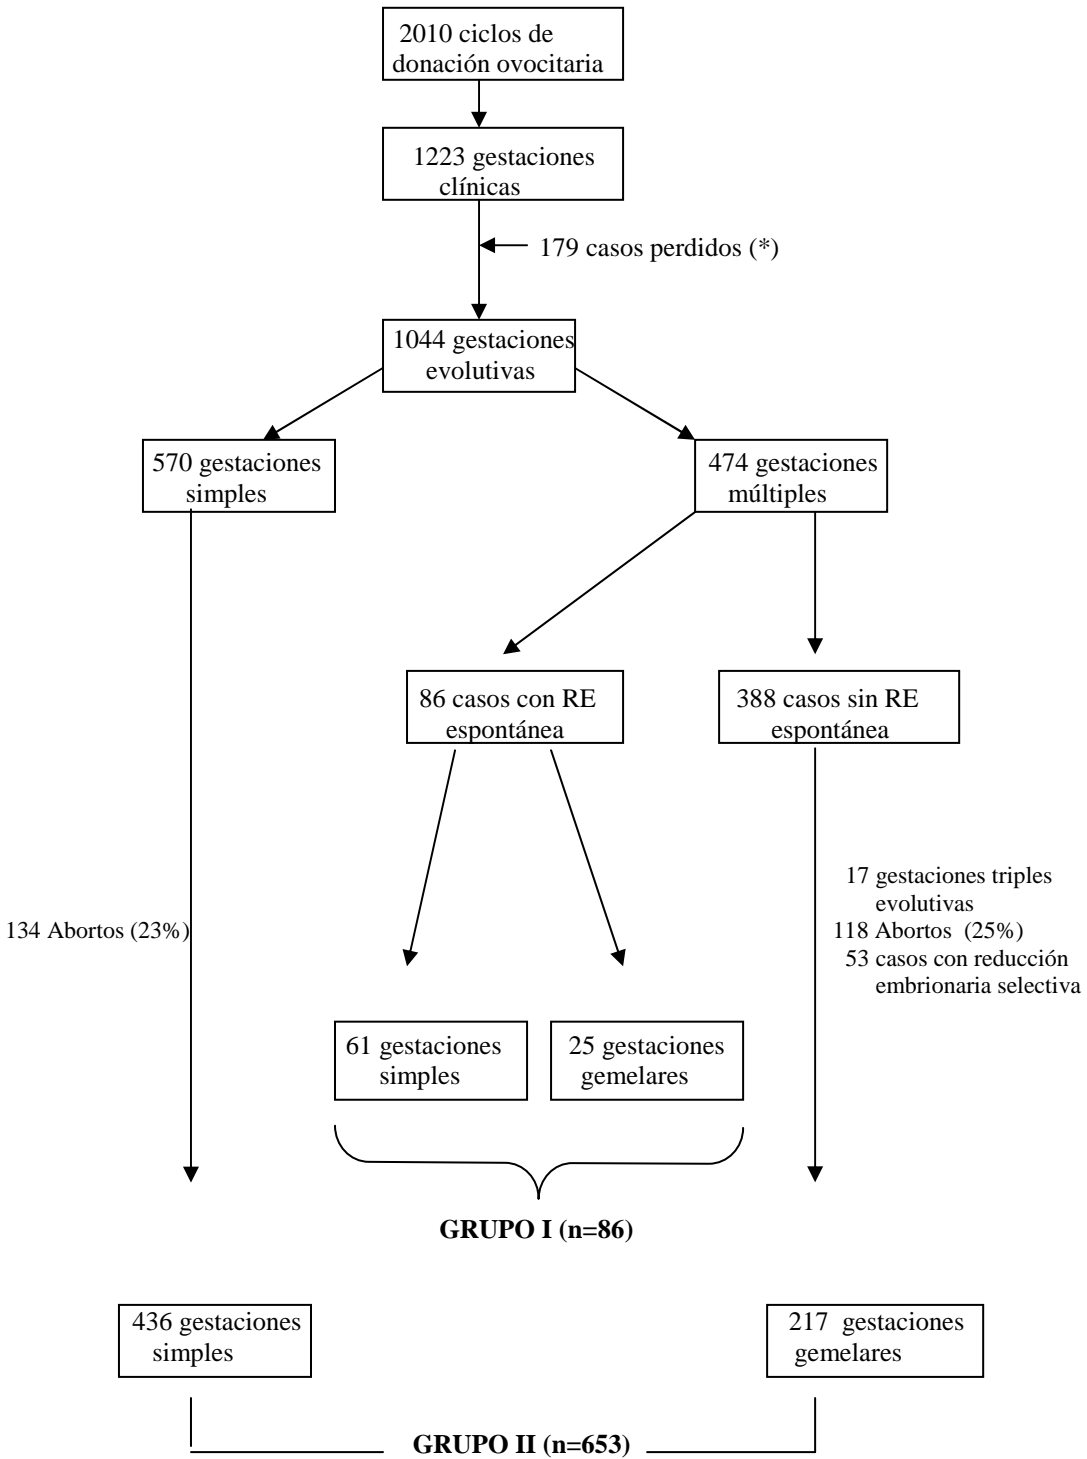 2010 ciclos de
donación ovocitaria
1223 gestaciones
clínicas
179 casos perdidos (*)
1044 gestaciones
evolutivas
570 gestaciones
simples
474 gestaciones
múltiples
86 casos con RE
espontánea
388 casos sin RE
espontánea
134 Abortos (23%)
17 gestaciones triples
evolutivas
118 Abortos (25%)
53 casos con reducción
embrionaria selectiva
61 gestaciones
simples
25 gestaciones
gemelares
GRUPO I (n=86)
436 gestaciones
simples
217 gestaciones
gemelares
GRUPO II (n=653)